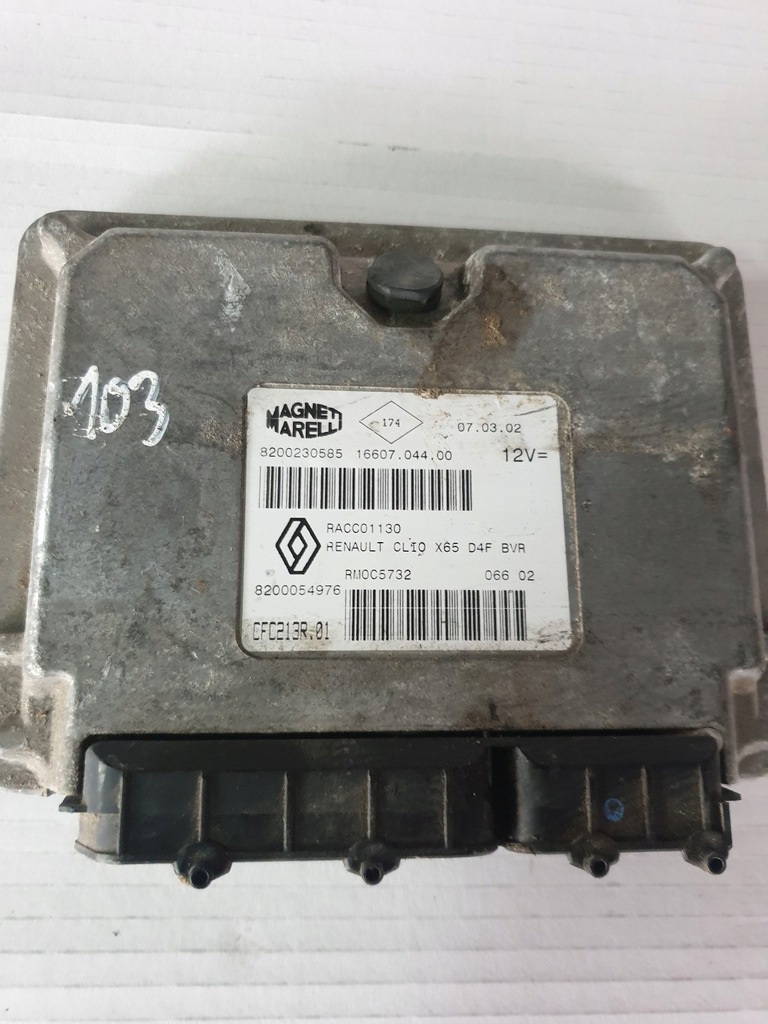 103
MAGNETI MARELLI 174 07.03.02
8200230585 16607.044.00 12V=
RACC01130
RENAULT CLIO X65 D4F BVR
RM0C5732 066 02
8200054976
CFC213R.01